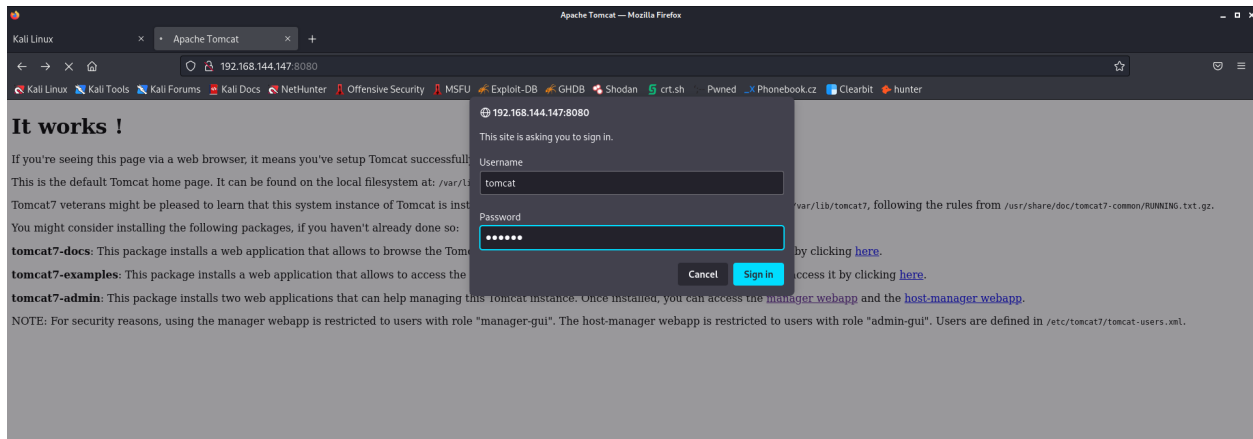 Apache Tomcat — Mozilla Firefox
Kali Linux
Apache Tomcat
192.168.144.147:8080
Kali Linux Kali Tools Kali Forums Kali Docs NetHunter Offensive Security MSFU Exploit-DB GHDB Shodan crt.sh Pwned Phonebook.cz Clearbit hunter
192.168.144.147:8080
This site is asking you to sign in.
Username
tomcat
Password
••••••
Cancel Sign in
It works !
If you're seeing this page via a web browser, it means you've setup Tomcat successfull
This is the default Tomcat home page. It can be found on the local filesystem at: /var/li
Tomcat7 veterans might be pleased to learn that this system instance of Tomcat is inst var/lib/tomcat7, following the rules from /usr/share/doc/tomcat7-common/RUNNING.txt.gz.
You might consider installing the following packages, if you haven't already done so:
tomcat7-docs: This package installs a web application that allows to browse the Tomc by clicking here.
tomcat7-examples: This package installs a web application that allows to access the ccess it by clicking here.
tomcat7-admin: This package installs two web applications that can help managing this Tomcat instance. Once installed, you can access the manager webapp and the host-manager webapp.
NOTE: For security reasons, using the manager webapp is restricted to users with role "manager-gui". The host-manager webapp is restricted to users with role "admin-gui". Users are defined in /etc/tomcat7/tomcat-users.xml.